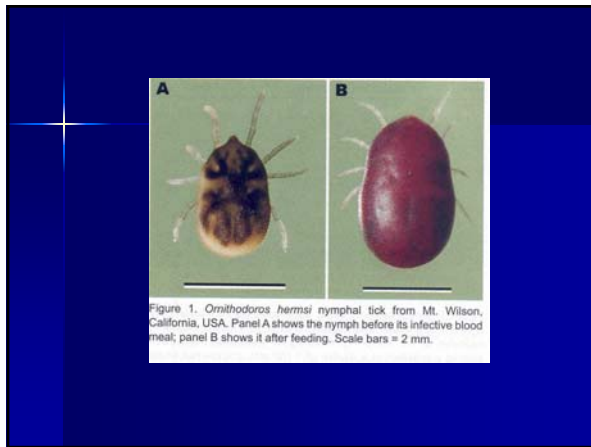 A
B
Figure 1. Ornithodoros hermsi nymphal tick from Mt. Wilson,
California, USA. Panel A shows the nymph before its infective blood
meal; panel B shows it after feeding. Scale bars = 2 mm.